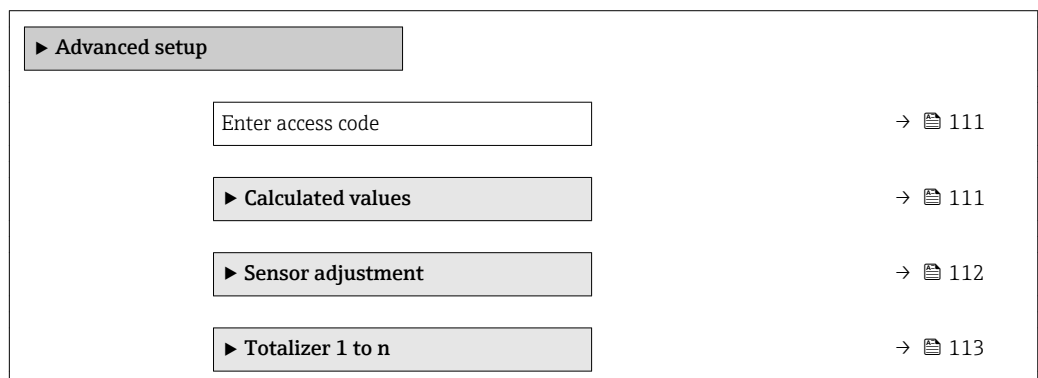 ▶ Advanced setup
Enter access code → 111
▶ Calculated values → 111
▶ Sensor adjustment → 112
▶ Totalizer 1 to n → 113